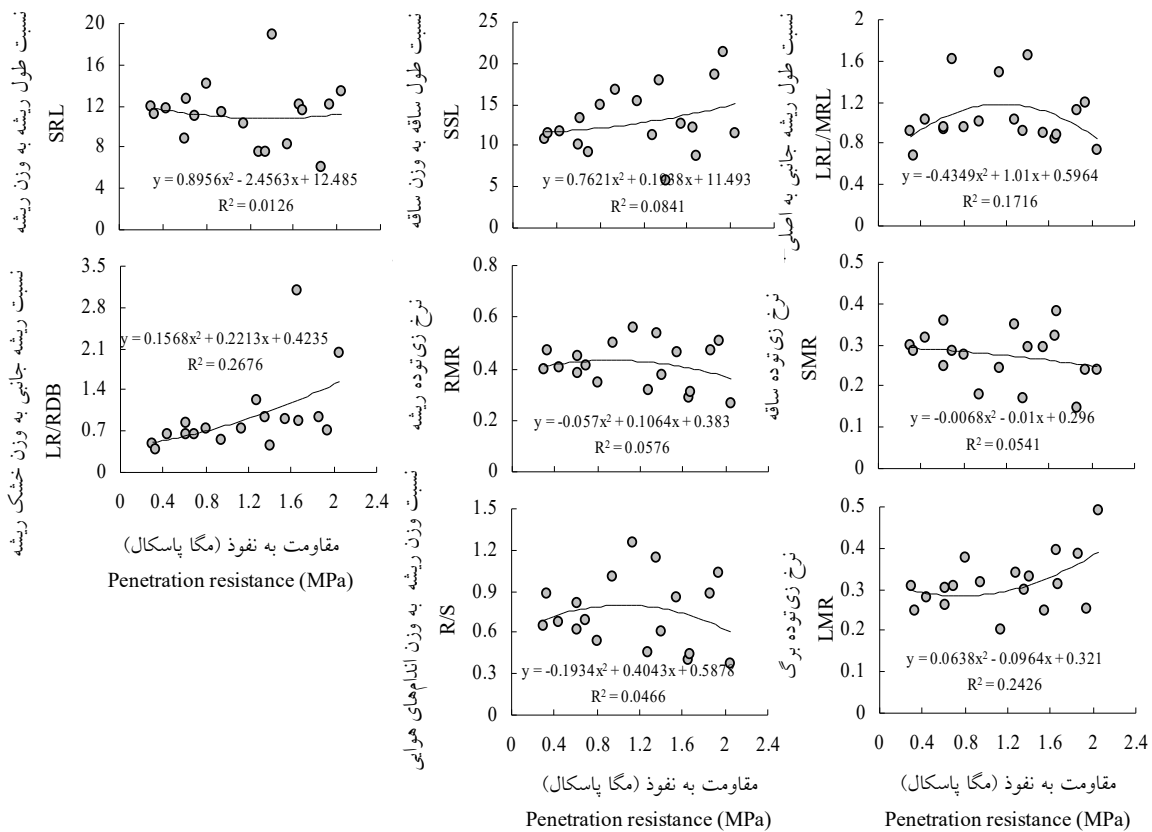 نسبت طول ریشه به وزن ریشه
SRL
20
16
12
8
4
0
y = 0.8956x² - 2.4563x + 12.485
R² = 0.0126
نسبت طول ساقه به وزن ساقه
SSL
25
20
15
10
5
0
R² = 0.0841
نسبت طول ریشه جانبی به اصلی
LRL/MRL
2
1.6
1.2
0.8
0.4
0
y = -0.4349x² + 1.01x + 0.5964
R² = 0.1716
نسبت ریشه جانبی به وزن خشک ریشه
LR/RDB
3.5
2.8
2.1
1.4
0.7
0
y = 0.1568x² + 0.2213x + 0.4235
R² = 0.2676
0 0.4 0.8 1.2 1.6 2 2.4
مقاومت به نفوذ (مگا پاسکال)
Penetration resistance (MPa)
نرخ زی‌توده ریشه
RMR
0.8
0.6
0.4
0.2
0
y = -0.057x² + 0.1064x + 0.383
R² = 0.0576
نرخ زی‌توده ساقه
SMR
0.5
0.4
0.3
0.2
0.1
0
y = -0.0068x² - 0.01x + 0.296
R² = 0.0541
نسبت وزن ریشه به وزن اندام‌های هوایی
R/S
1.5
1.2
0.9
0.6
0.3
0
y = -0.1934x² + 0.4043x + 0.5878
R² = 0.0466
0 0.4 0.8 1.2 1.6 2 2.4
مقاومت به نفوذ (مگا پاسکال)
Penetration resistance (MPa)
نرخ زی‌توده برگ
LMR
0.5
0.4
0.3
0.2
0.1
0
y = 0.0638x² - 0.0964x + 0.321
R² = 0.2426
0 0.4 0.8 1.2 1.6 2 2.4
مقاومت به نفوذ (مگا پاسکال)
Penetration resistance (MPa)